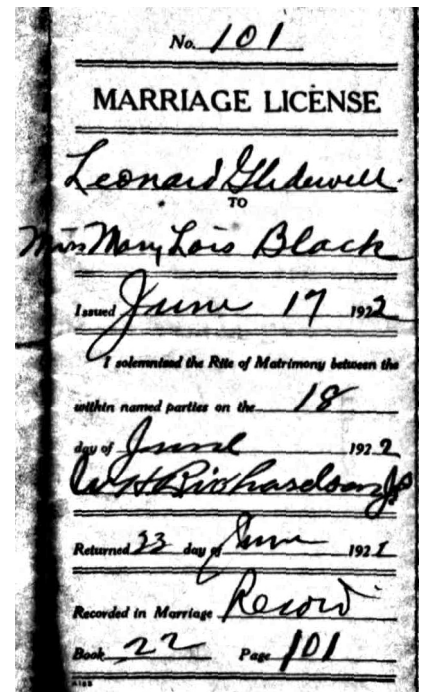 No. 101
MARRIAGE LICENSE
Leonard Glidewell
TO
Miss Mary Lois Black
Issued June 17 1922
I solemnized the Rite of Matrimony between the
within named parties on the 18
day of June 1922
W H Richardson Jr
Returned 23 day of June 1922
Recorded in Marriage Record
Book 22 Page 101
A185